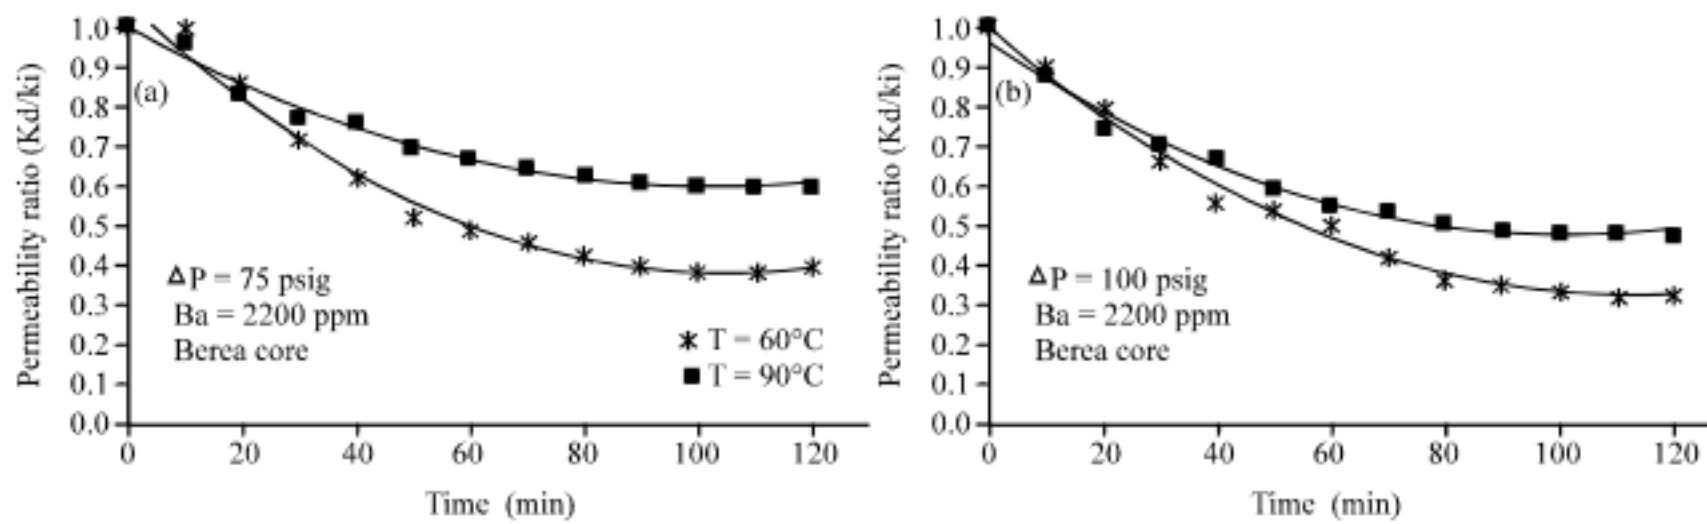 Permeability ratio (Kd/ki)
1.0
0.9
0.8
0.7
0.6
0.5
0.4
0.3
0.2
0.1
0.0
(a)
ΔP = 75 psig
Ba = 2200 ppm
Berea core
T = 60°C
T = 90°C
0 20 40 60 80 100 120
Time (min)
Permeability ratio (Kd/ki)
1.0
0.9
0.8
0.7
0.6
0.5
0.4
0.3
0.2
0.1
0.0
(b)
ΔP = 100 psig
Ba = 2200 ppm
Berea core
0 20 40 60 80 100 120
Time (min)